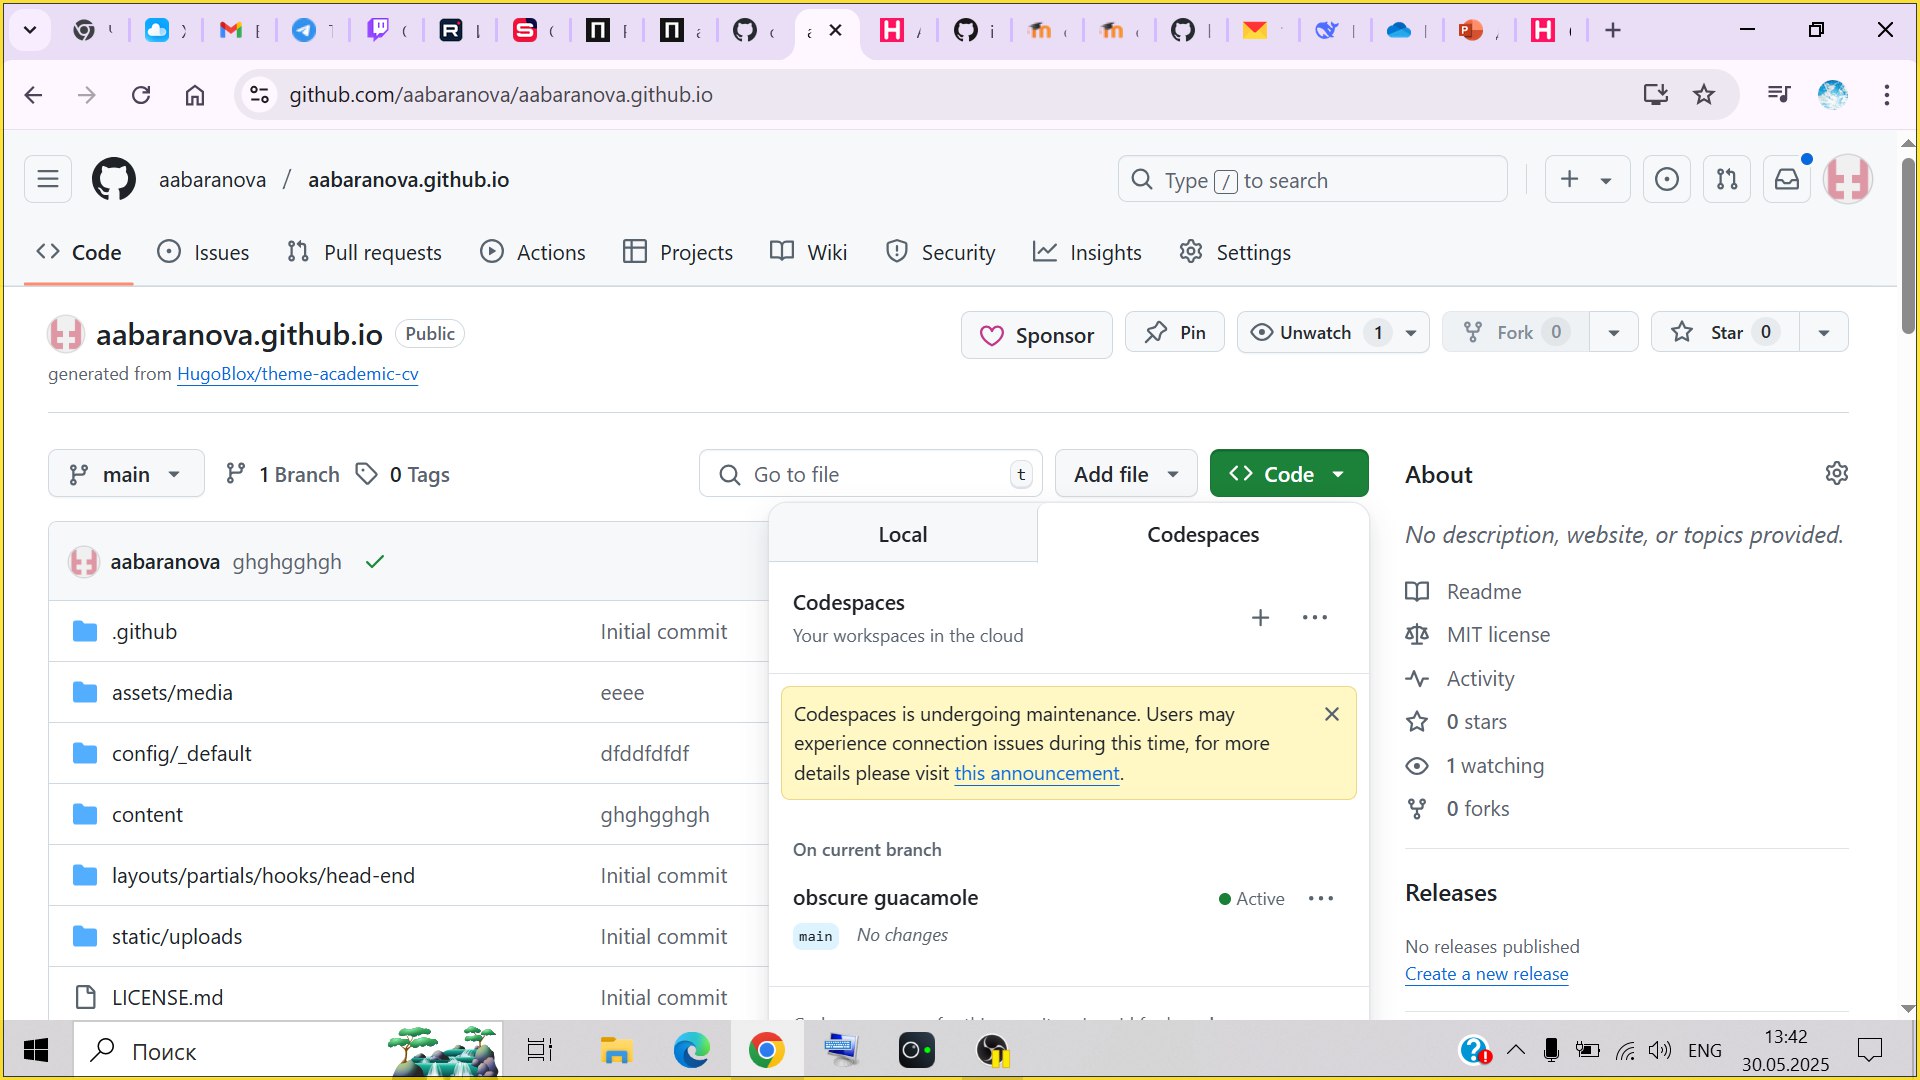 github.com/aabaranova/aabaranova.github.io
aabaranova / aabaranova.github.io
Type / to search
Code
Issues
Pull requests
Actions
Projects
Wiki
Security
Insights
Settings
aabaranova.github.io Public
generated from HugoBlox/theme-academic-cv
Sponsor
Pin
Unwatch 1
Fork 0
Star 0
main
1 Branch
0 Tags
Go to file t
Add file
Code
aabaranova ghghgghgh
.github Initial commit
assets/media eeee
config/_default dfddfdfdf
content ghghgghgh
layouts/partials/hooks/head-end Initial commit
static/uploads Initial commit
LICENSE.md Initial commit
Local
Codespaces
Codespaces
Your workspaces in the cloud
Codespaces is undergoing maintenance. Users may
experience connection issues during this time, for more
details please visit this announcement.
On current branch
obscure guacamole
Active
main No changes
About
No description, website, or topics provided.
Readme
MIT license
Activity
0 stars
1 watching
0 forks
Releases
No releases published
Create a new release
Поиск
ENG
13:42
30.05.2025